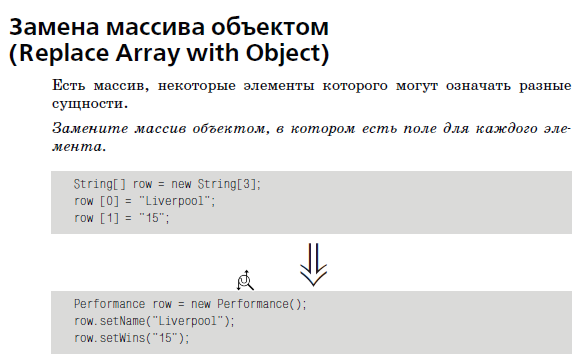 Замена массива объектом
(Replace Array with Object)
Есть массив, некоторые элементы которого могут означать разные
сущности.
Замените массив объектом, в котором есть поле для каждого эле-
мента.
String[] row = new String[3];
row [0] = "Liverpool";
row [1] = "15";
Performance row = new Performance();
row.setName("Liverpool");
row.setWins("15");